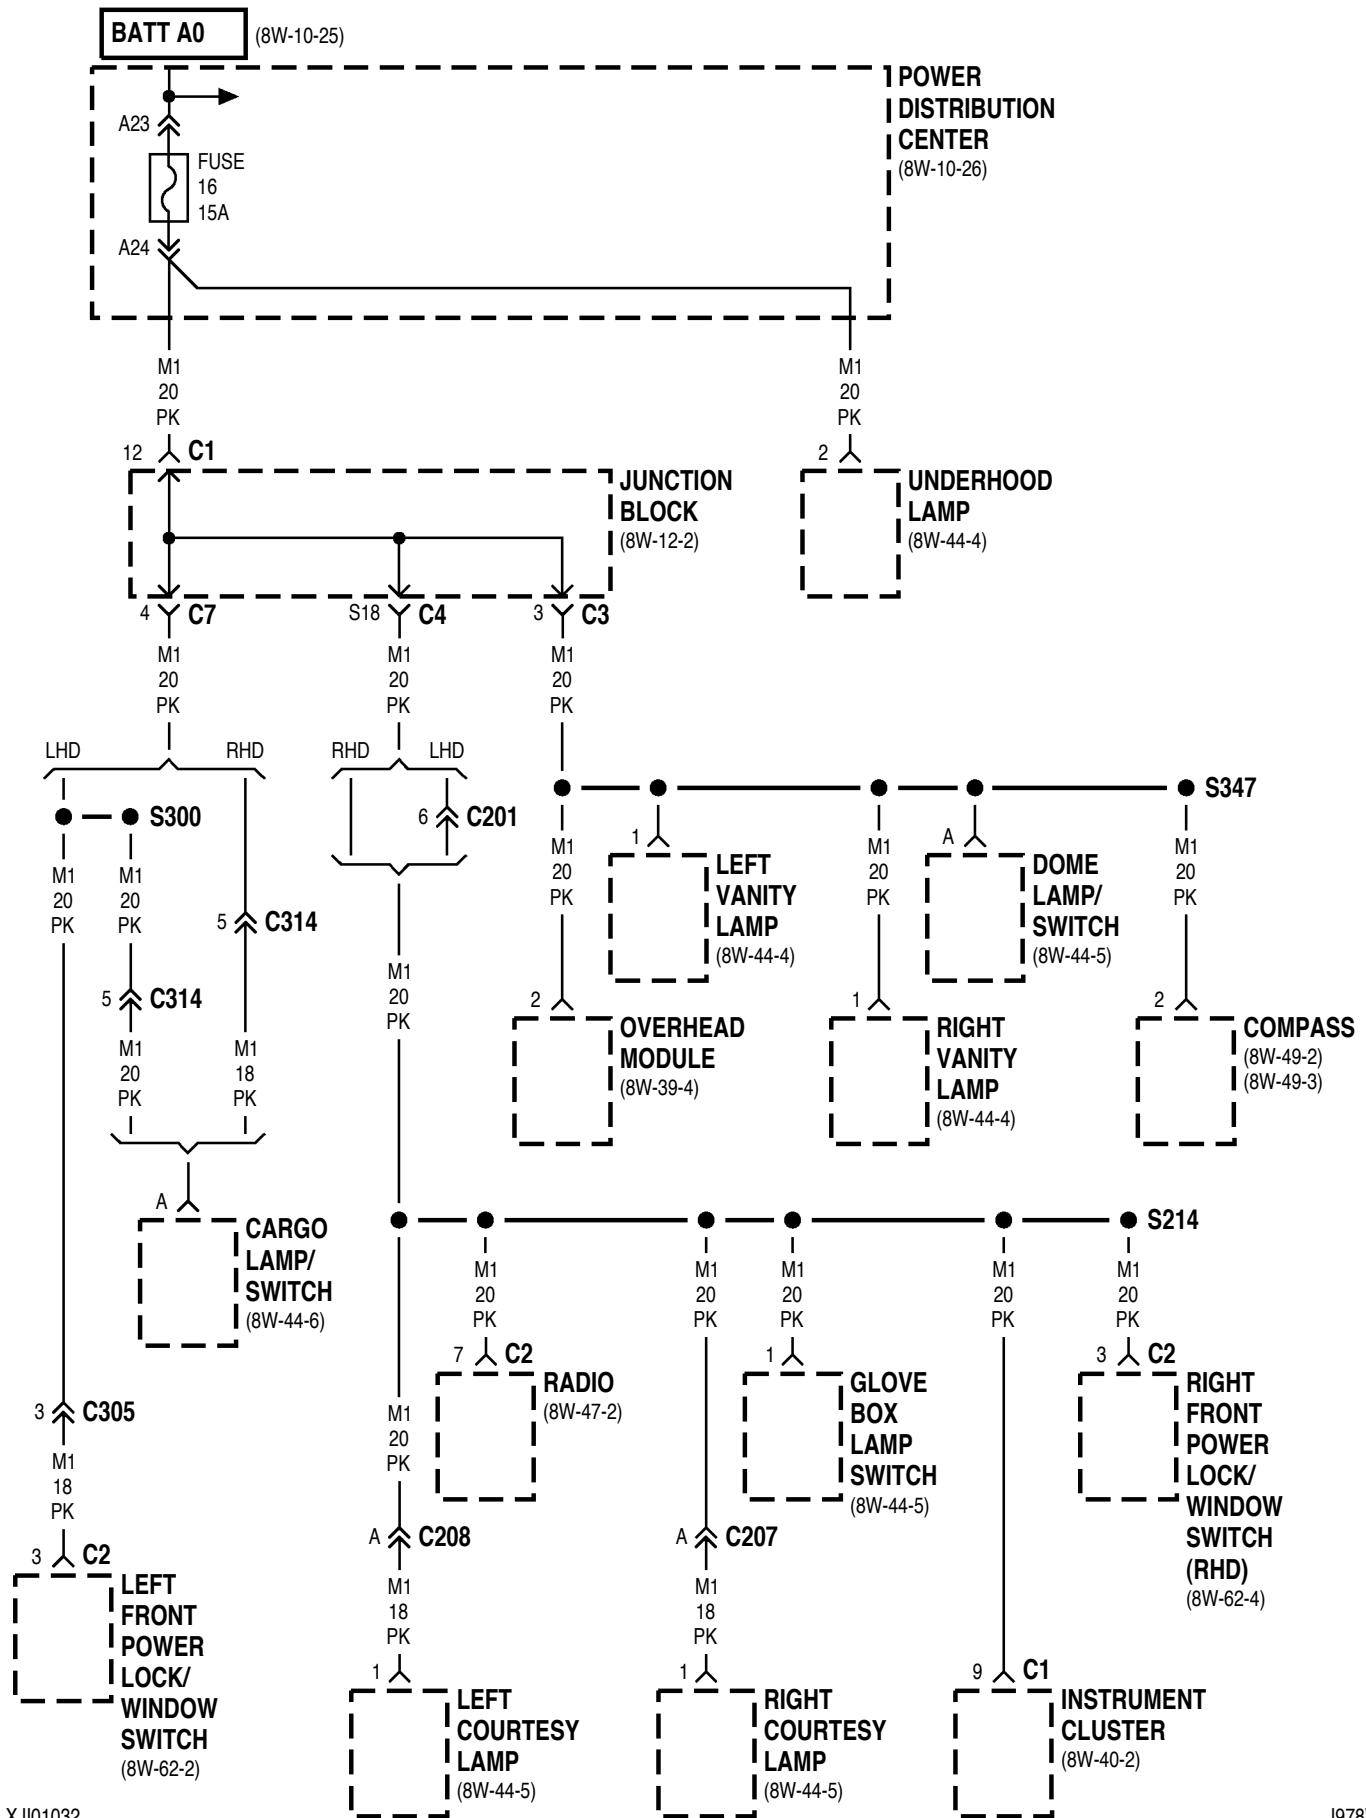 BATT A0
(8W-10-25)
POWER
DISTRIBUTION
CENTER
(8W-10-26)
A23
FUSE
16
15A
A24
M1
20
PK
M1
20
PK
12
C1
2
JUNCTION
BLOCK
(8W-12-2)
UNDERHOOD
LAMP
(8W-44-4)
4
C7
S18
C4
3
C3
M1
20
PK
M1
20
PK
M1
20
PK
LHD
RHD
RHD
LHD
S347
S300
6
C201
M1
20
PK
M1
20
PK
5
C314
M1
20
PK
1
LEFT
VANITY
LAMP
(8W-44-4)
M1
20
PK
A
DOME
LAMP/
SWITCH
(8W-44-5)
M1
20
PK
5
C314
M1
20
PK
M1
20
PK
M1
18
PK
2
OVERHEAD
MODULE
(8W-39-4)
1
RIGHT
VANITY
LAMP
(8W-44-4)
2
COMPASS
(8W-49-2)
(8W-49-3)
A
CARGO
LAMP/
SWITCH
(8W-44-6)
S214
M1
20
PK
M1
20
PK
M1
20
PK
M1
20
PK
M1
20
PK
7
C2
RADIO
(8W-47-2)
1
GLOVE
BOX
LAMP
SWITCH
(8W-44-5)
3
C2
RIGHT
FRONT
POWER
LOCK/
WINDOW
SWITCH
(RHD)
(8W-62-4)
3
C305
M1
18
PK
M1
20
PK
A
C208
A
C207
3
C2
LEFT
FRONT
POWER
LOCK/
WINDOW
SWITCH
(8W-62-2)
M1
18
PK
M1
18
PK
1
LEFT
COURTESY
LAMP
(8W-44-5)
1
RIGHT
COURTESY
LAMP
(8W-44-5)
9
C1
INSTRUMENT
CLUSTER
(8W-40-2)